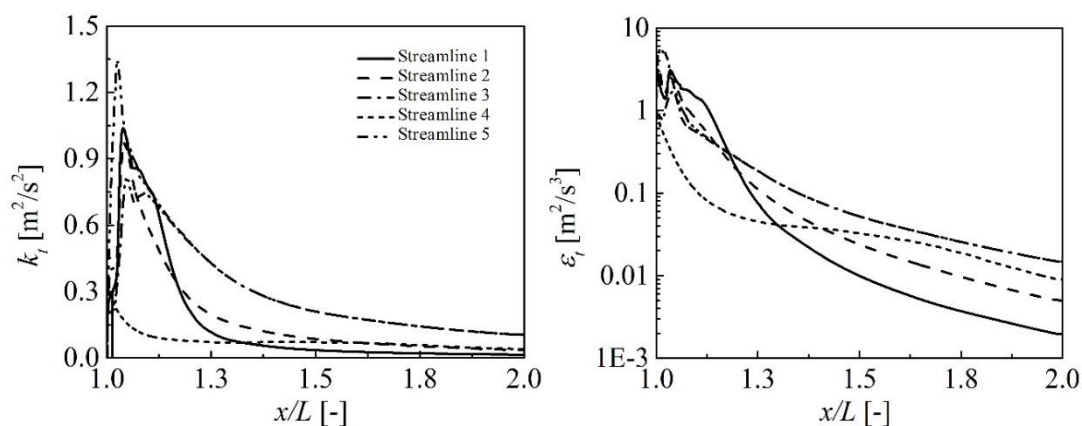 1.5
1.2
0.9
0.6
0.3
0.0
k_t [m²/s²]
1.0 1.3 1.5 1.8 2.0
x/L [-]
Streamline 1
Streamline 2
Streamline 3
Streamline 4
Streamline 5
10
1
0.1
0.01
1E-3
ε_t [m²/s³]
1.0 1.3 1.5 1.8 2.0
x/L [-]